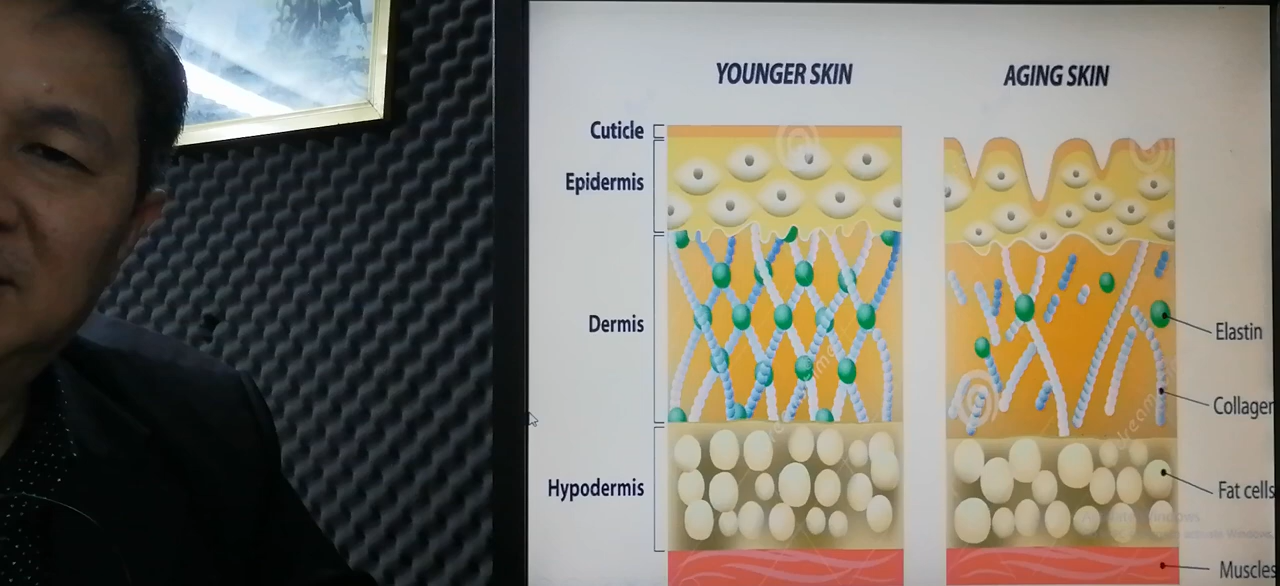 YOUNGER SKIN
AGING SKIN
Cuticle
Epidermis
Dermis
Elastin
Collagen
Hypodermis
Fat cells
Muscles